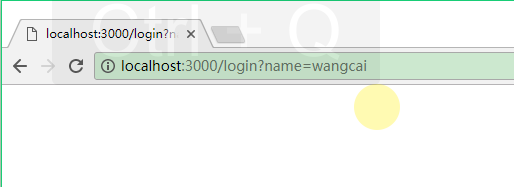 Ctrl + Q
localhost:3000/login?n
localhost:3000/login?name=wangcai